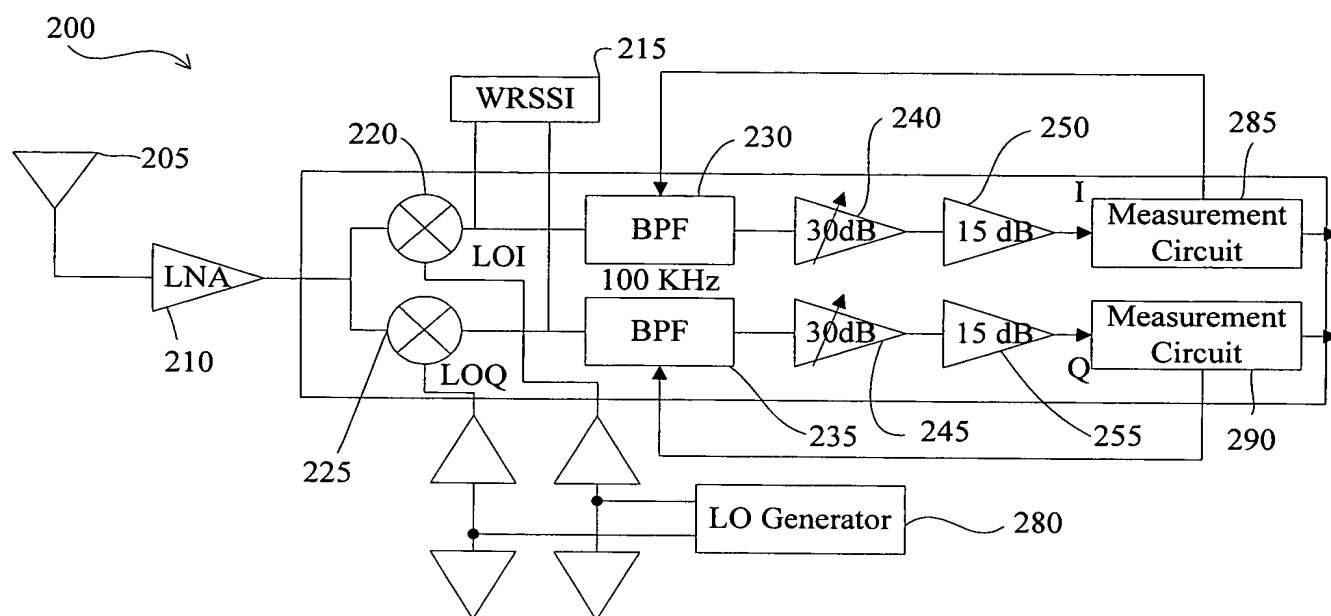 200
215
WRSSI
220
230
240
250
285
205
I
BPF
30dB
15 dB
Measurement
Circuit
LOI
LNA
100 KHz
BPF
30dB
15 dB
Measurement
Circuit
210
LOQ
Q
225
235
245
255
290
LO Generator
280